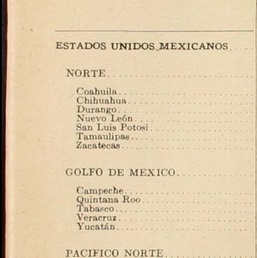 ESTADOS UNIDOS MEXICANOS.....
NORTE....................
Coahuila.................
Chihuahua................
Durango..................
Nuevo León...............
San Luis Potosi..........
Tamaulipas...............
Zacatecas................
GOLFO DE MEXICO..........
Campeche.................
Quintana Roo.............
Tabasco..................
Veracruz.................
Yucatán..................
PACIFICO NORTE...........